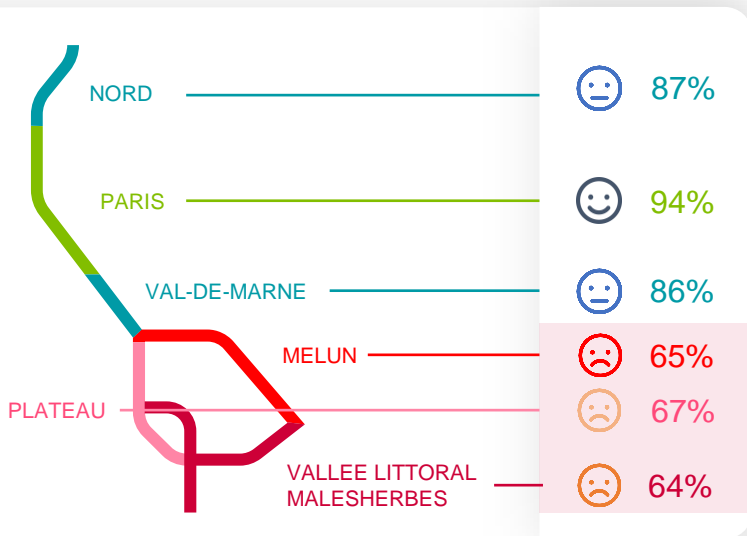 NORD 87%
PARIS 94%
VAL-DE-MARNE 86%
MELUN 65%
PLATEAU 67%
VALLEE LITTORAL
MALESHERBES 64%